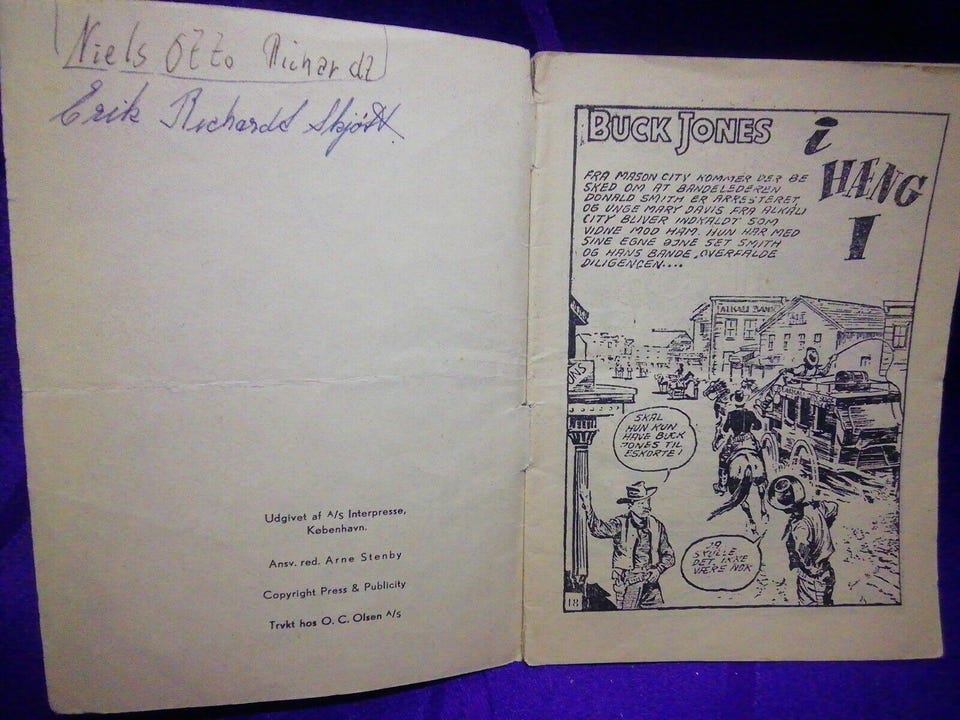 Niels Otto Richardt
Erik Richardt Skjøtt.
Udgivet af A/S Interpresse,
København.
Ansv. red. Arne Stenby
Copyright Press & Publicity
Trykt hos O. C. Olsen A/S
BUCK JONES i
HÆNG
I
FRA MASON CITY KOMMER DER BE
SKED OM AT BANDELEDEREN
DONALD SMITH ER ARRESTERET,
OG UNGE MARY DAVIS FRA ALKALI
CITY BLIVER INDKALDT SOM
VIDNE MOD HAM. HUN HAR MED
SINE EGNE ØJNE SET SMITH
OG HANS BANDE OVERFALDE
DILIGENCEN....
ALKALI BANK
SKAL
HUN KUN
HAVE BUCK
JONES TIL
ESKORTE!
JA
SKULLE
DET IKKE
VÆRE NOK
18